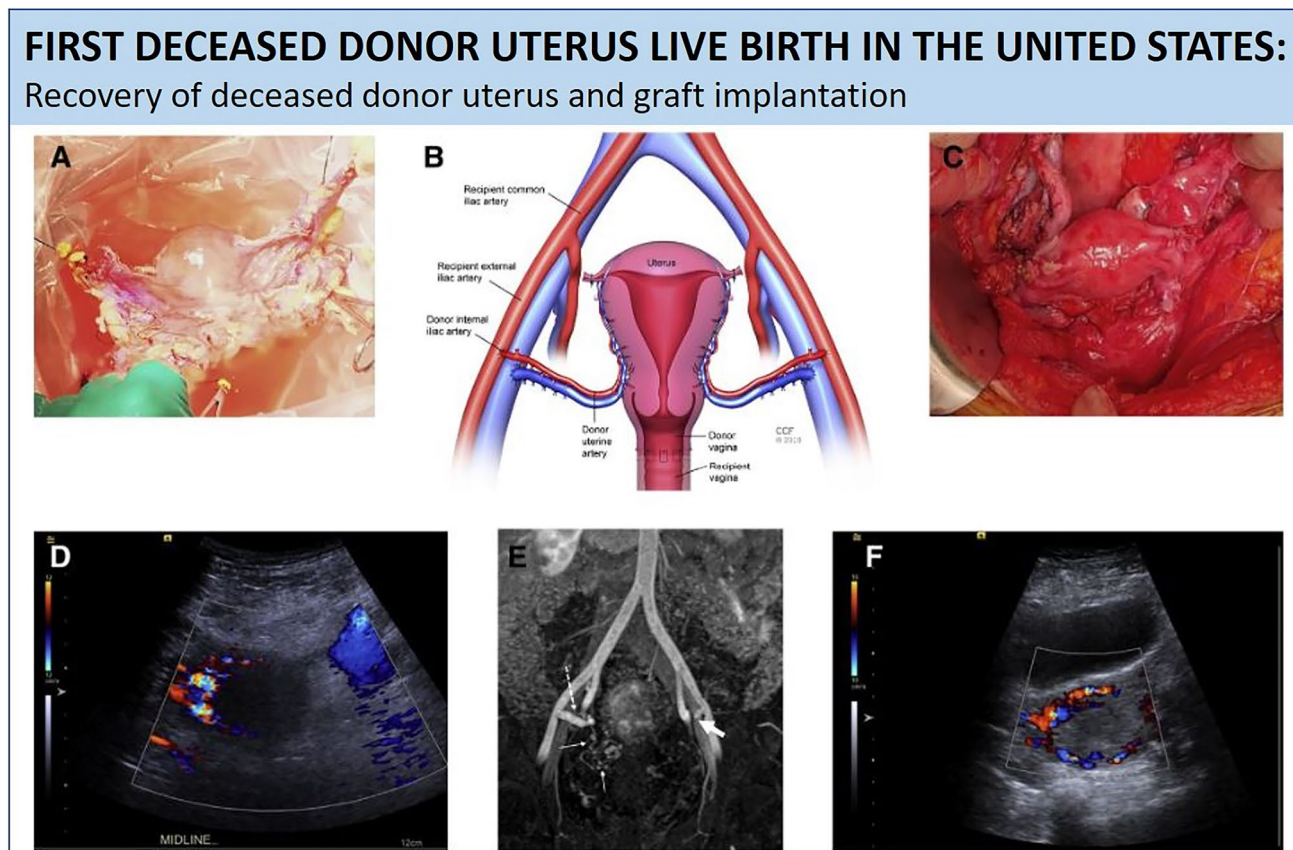 FIRST DECEASED DONOR UTERUS LIVE BIRTH IN THE UNITED STATES:
Recovery of deceased donor uterus and graft implantation
A
B
C
Recipient common
iliac artery
Uterus
Recipient external
iliac artery
Donor internal
iliac artery
Donor
uterine
artery
Donor
vagina
CCF
Recipient
vagina
D
E
F
MIDLINE
12cm